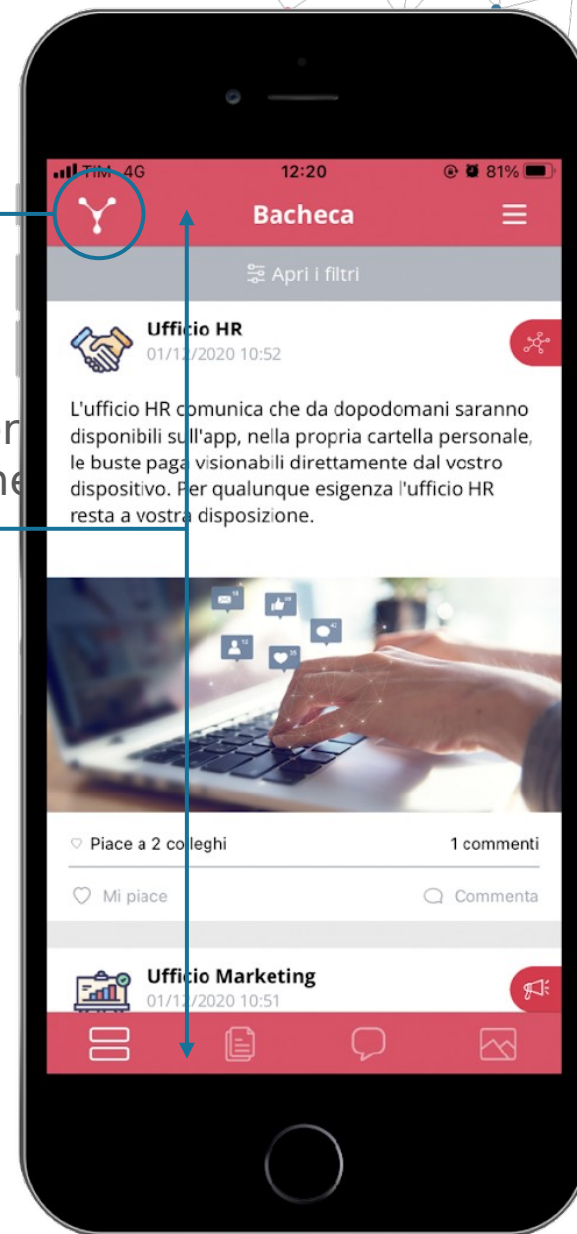 TIM 4G 12:20 81%
Bacheca
Apri i filtri
Ufficio HR
01/12/2020 10:52
L'ufficio HR comunica che da dopodomani saranno
disponibili sull'app, nella propria cartella personale,
le buste paga visionabili direttamente dal vostro
dispositivo. Per qualunque esigenza l'ufficio HR
resta a vostra disposizione.
Piace a 2 colleghi 1 commenti
Mi piace Commenta
Ufficio Marketing
01/12/2020 10:51